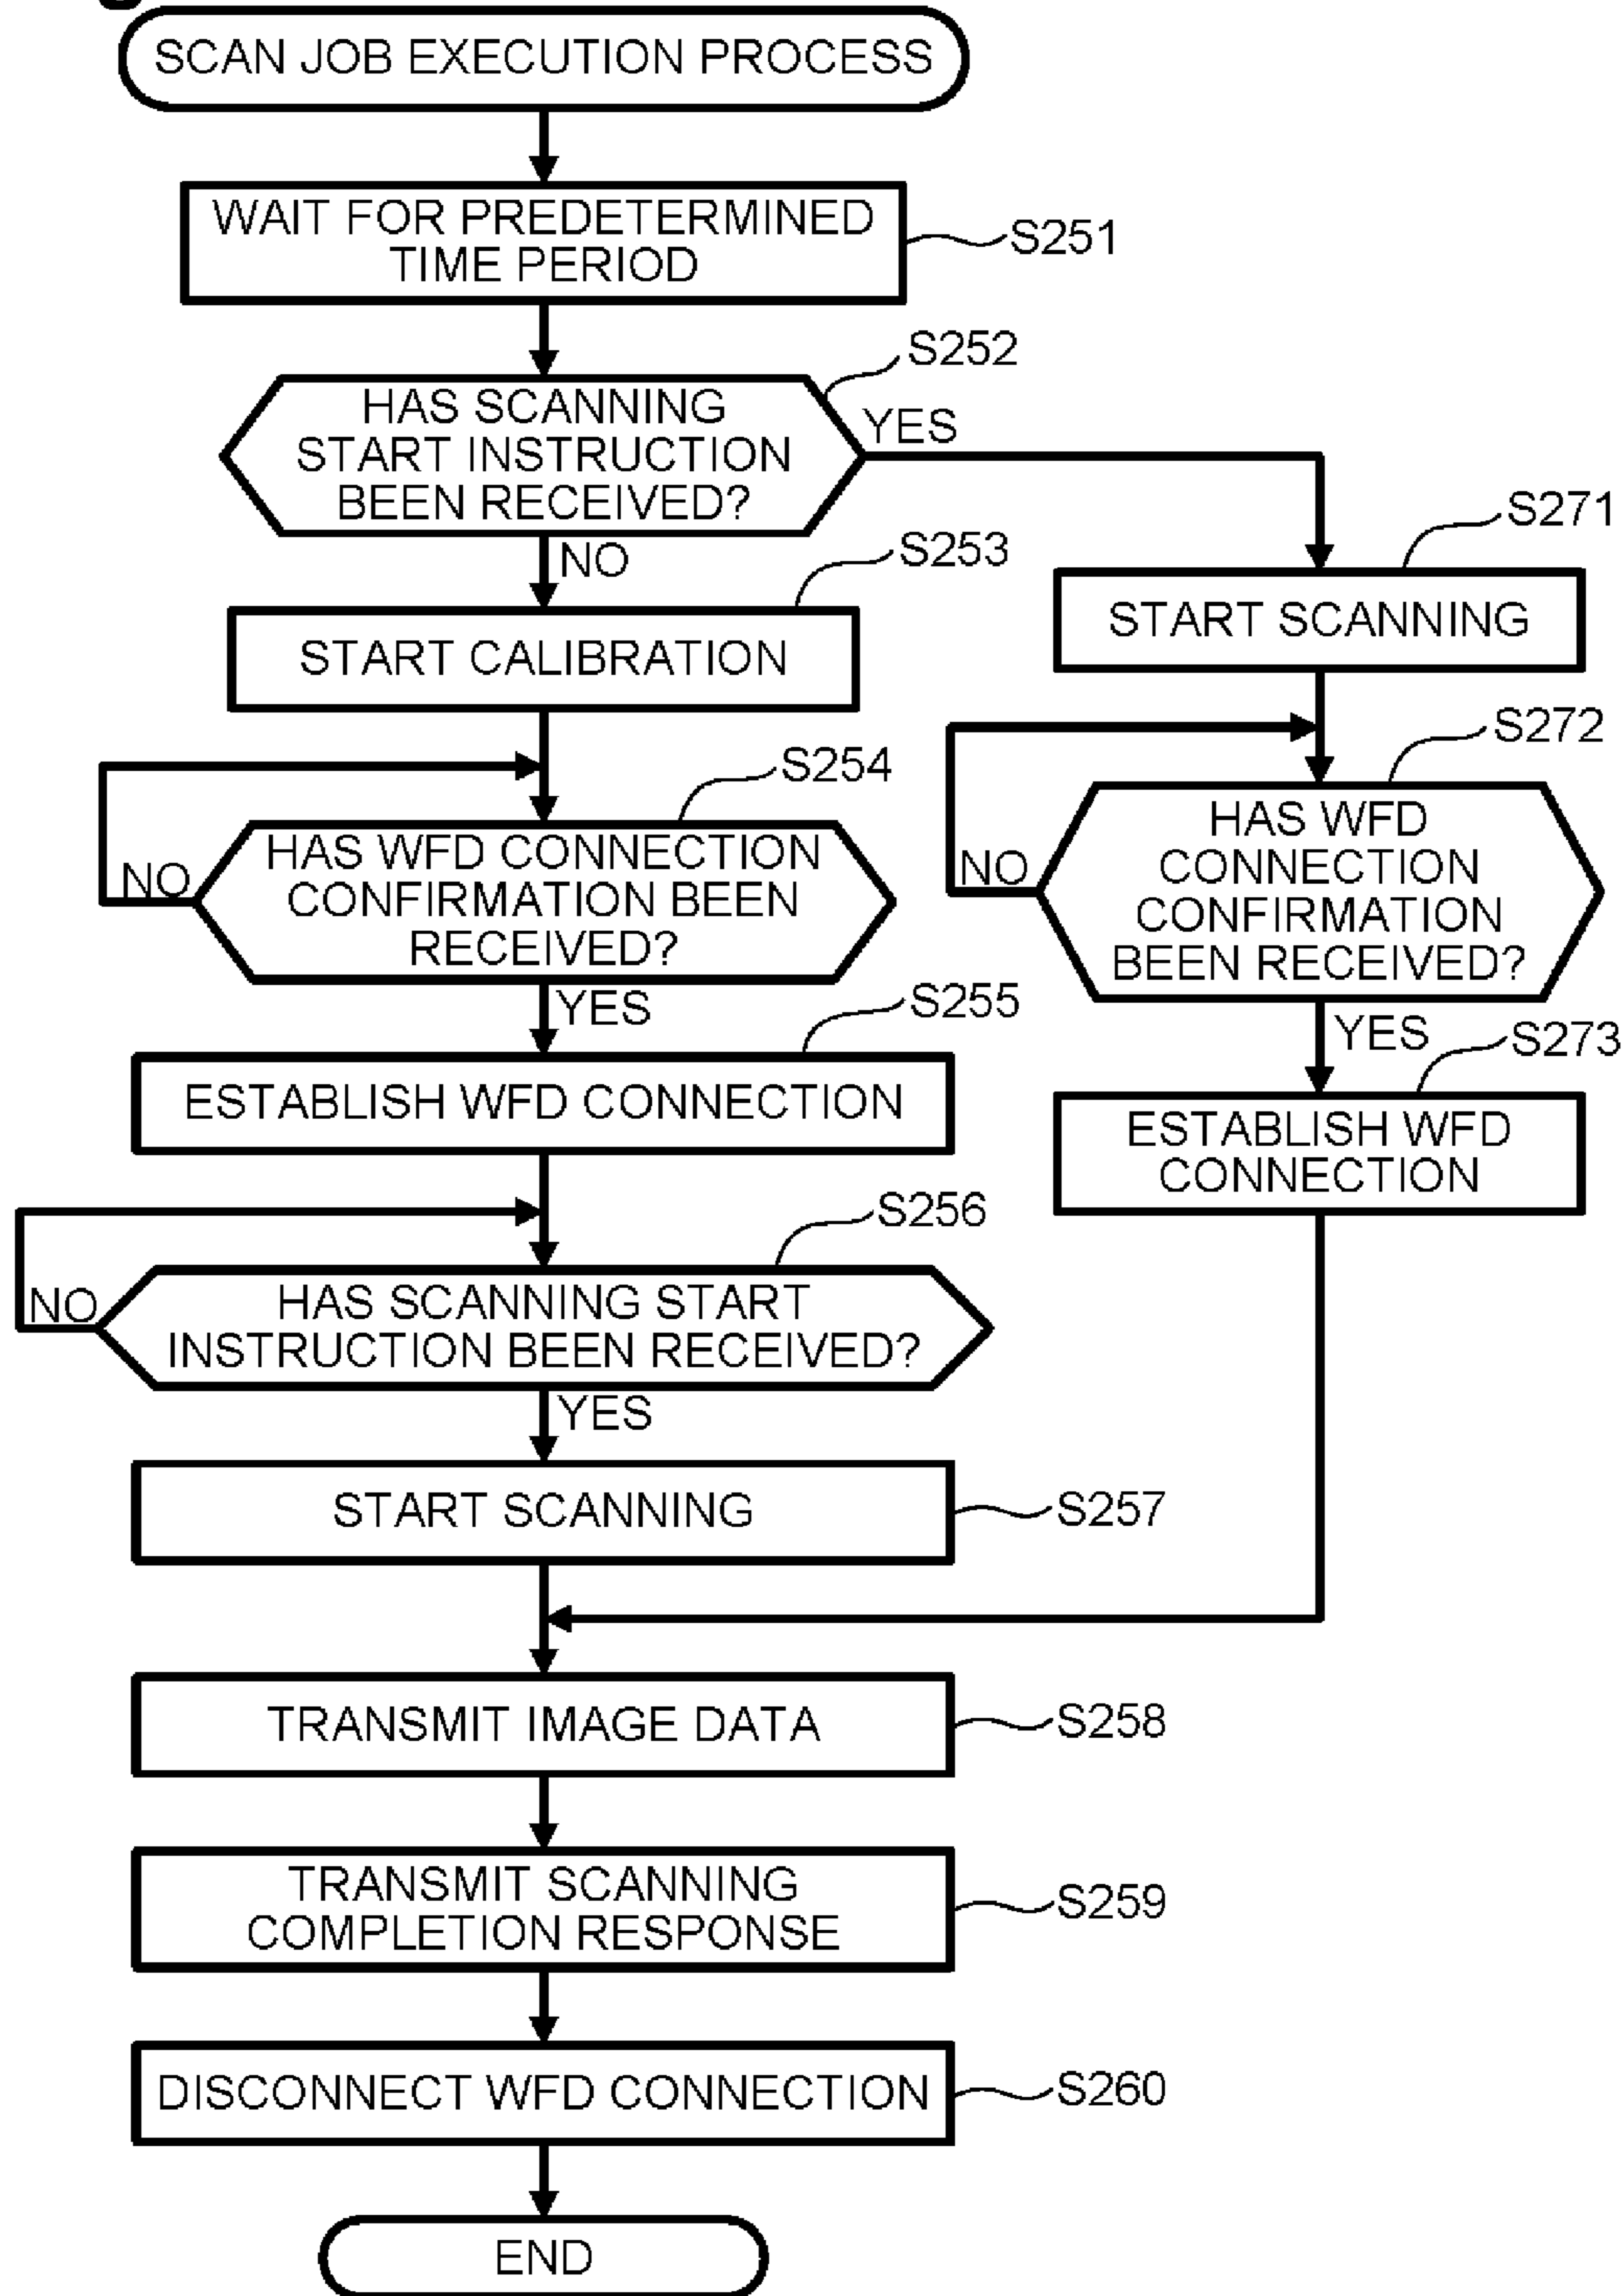 SCAN JOB EXECUTION PROCESS
WAIT FOR PREDETERMINED
TIME PERIOD
S251
S252
HAS SCANNING
START INSTRUCTION
BEEN RECEIVED?
YES
NO
S253
START CALIBRATION
S271
START SCANNING
S254
HAS WFD CONNECTION
CONFIRMATION BEEN
RECEIVED?
NO
YES
S272
HAS WFD
CONNECTION
CONFIRMATION
BEEN RECEIVED?
NO
YES
S255
ESTABLISH WFD CONNECTION
S273
ESTABLISH WFD
CONNECTION
S256
HAS SCANNING START
INSTRUCTION BEEN RECEIVED?
NO
YES
START SCANNING
S257
TRANSMIT IMAGE DATA
S258
TRANSMIT SCANNING
COMPLETION RESPONSE
S259
DISCONNECT WFD CONNECTION
S260
END